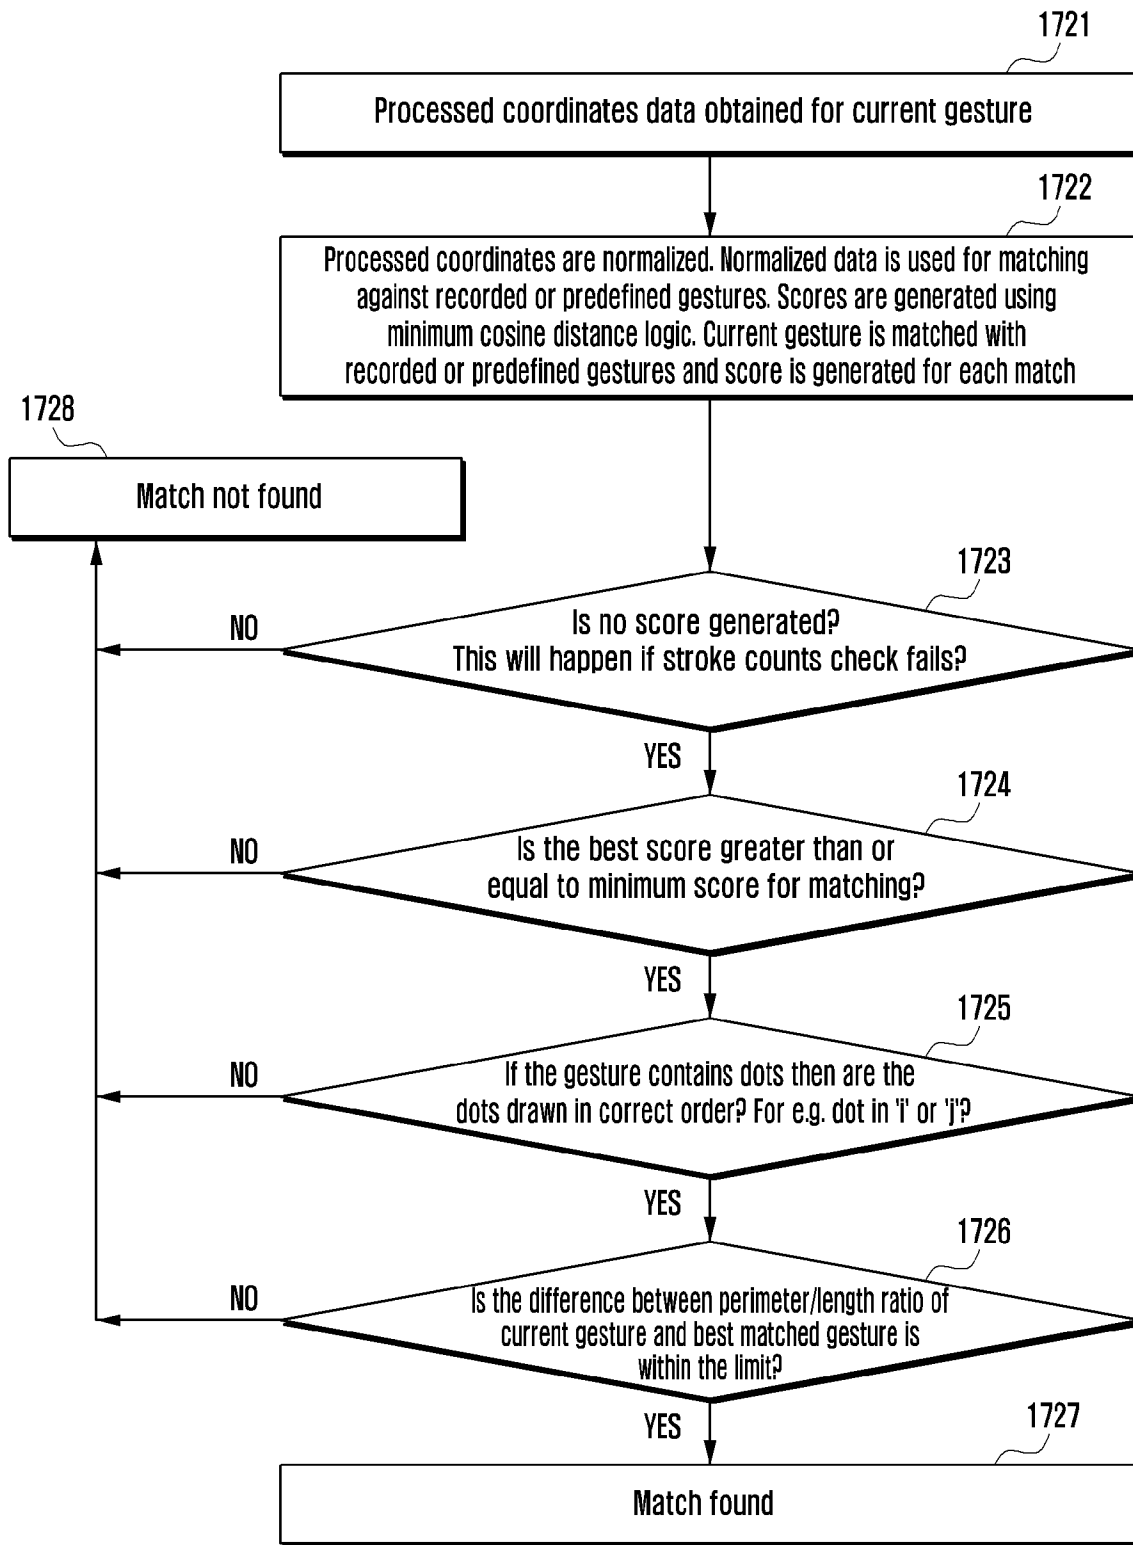 1721
Processed coordinates data obtained for current gesture
1722
Processed coordinates are normalized. Normalized data is used for matching
against recorded or predefined gestures. Scores are generated using
minimum cosine distance logic. Current gesture is matched with
recorded or predefined gestures and score is generated for each match
1728
Match not found
1723
Is no score generated?
This will happen if stroke counts check fails?
NO
YES
1724
Is the best score greater than or
equal to minimum score for matching?
NO
YES
1725
If the gesture contains dots then are the
dots drawn in correct order? For e.g. dot in 'i' or 'j'?
NO
YES
1726
Is the difference between perimeter/length ratio of
current gesture and best matched gesture is
within the limit?
NO
YES
1727
Match found